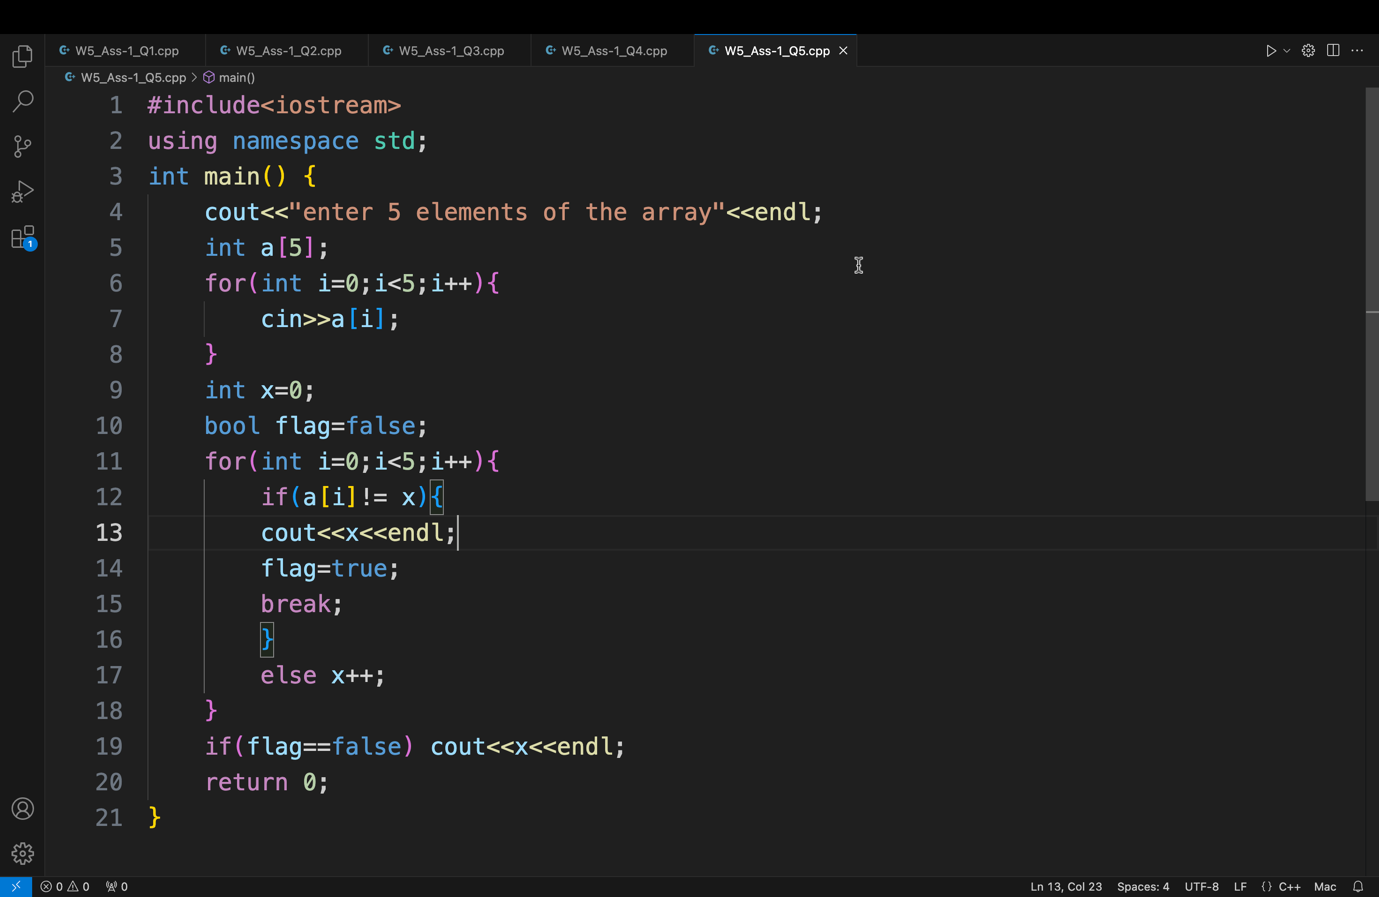 W5_Ass-1_Q1.cpp W5_Ass-1_Q2.cpp W5_Ass-1_Q3.cpp W5_Ass-1_Q4.cpp W5_Ass-1_Q5.cpp
W5_Ass-1_Q5.cpp > main()
1 #include<iostream>
2 using namespace std;
3 int main() {
4 cout<<"enter 5 elements of the array"<<endl;
5 int a[5];
6 for(int i=0;i<5;i++){
7 cin>>a[i];
8 }
9 int x=0;
10 bool flag=false;
11 for(int i=0;i<5;i++){
12 if(a[i]!= x){
13 cout<<x<<endl;
14 flag=true;
15 break;
16 }
17 else x++;
18 }
19 if(flag==false) cout<<x<<endl;
20 return 0;
21 }
1
0 0 0 Ln 13, Col 23 Spaces: 4 UTF-8 LF {} C++ Mac